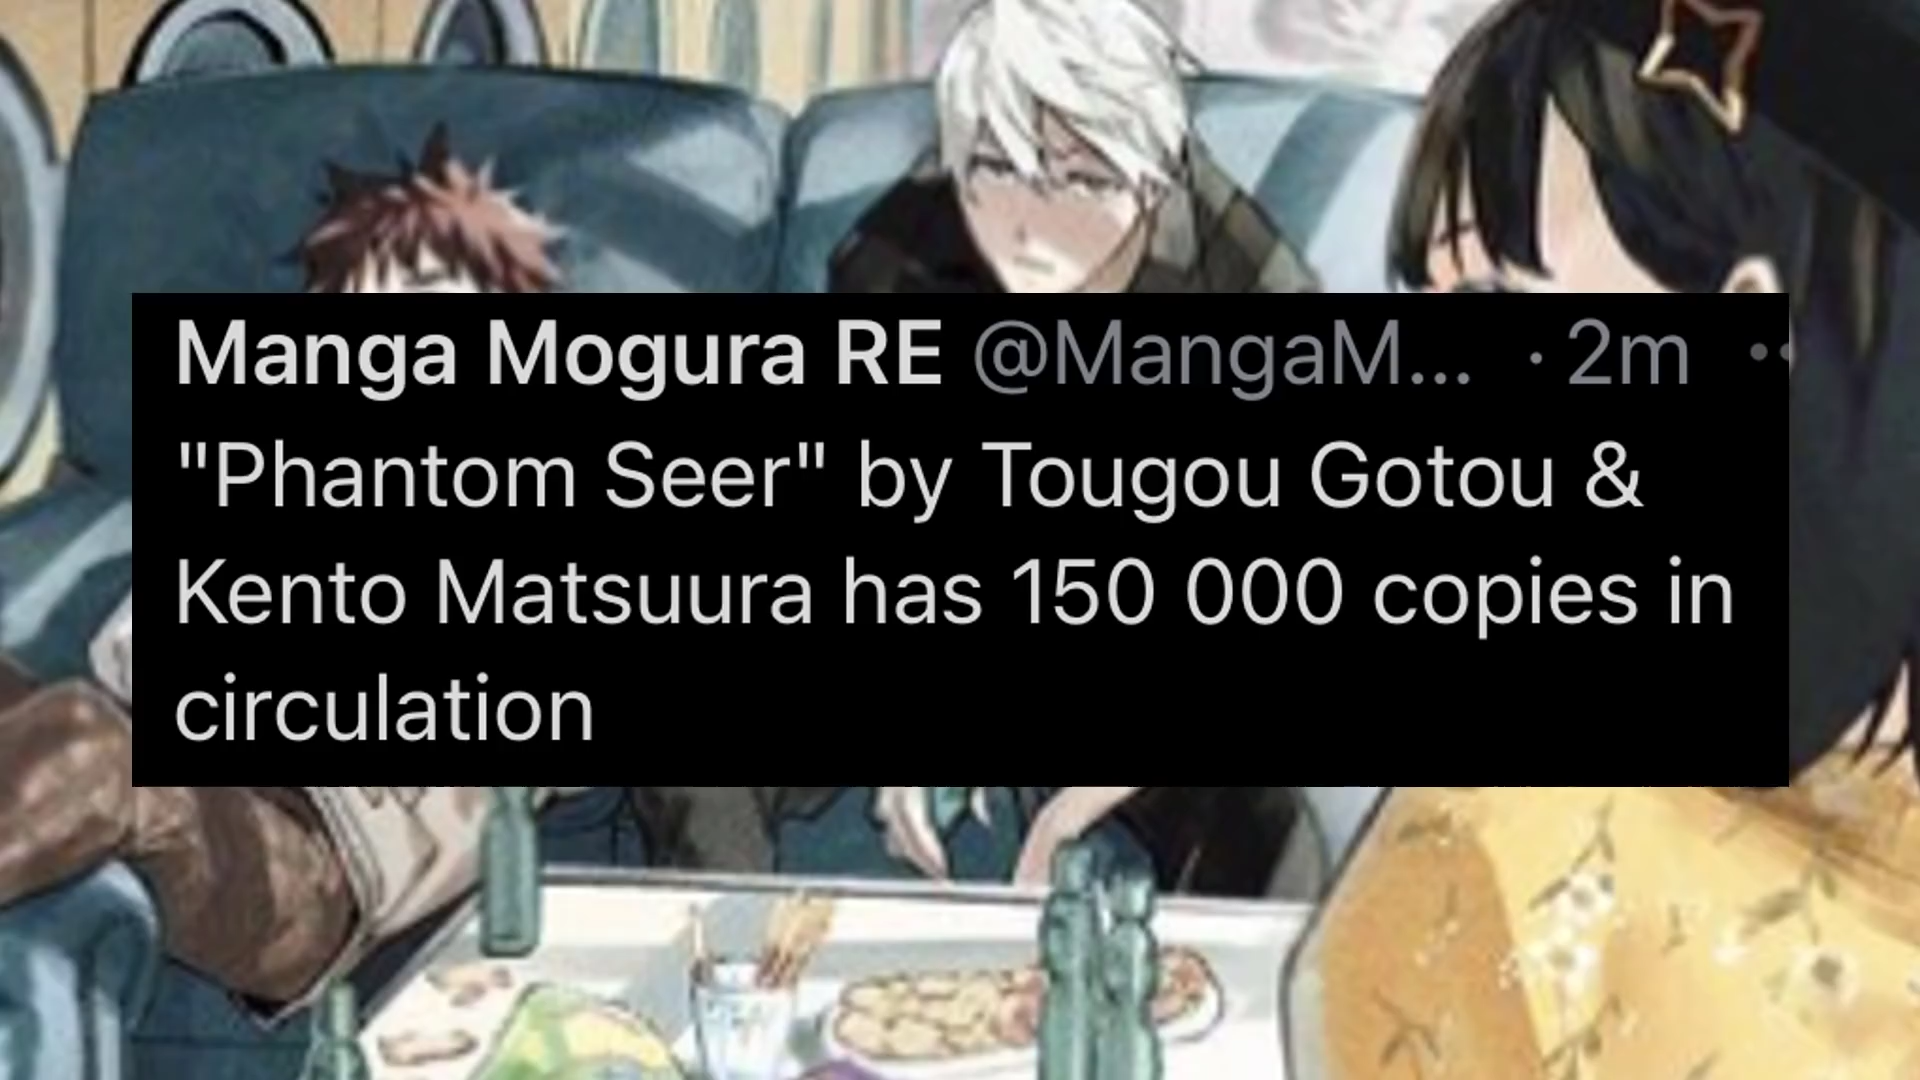 Manga Mogura RE @MangaM... · 2m
"Phantom Seer" by Tougou Gotou &
Kento Matsuura has 150 000 copies in
circulation